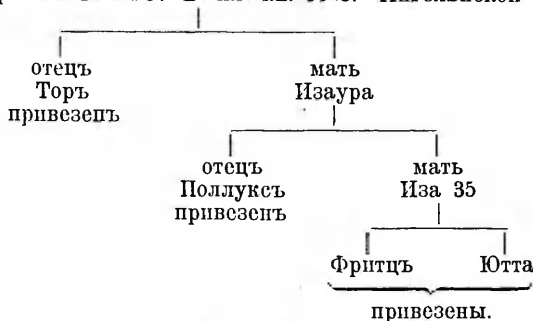 отецъ мать
Торъ Изаура
привезенъ
отецъ мать
Поллуксъ Иза 35
привезенъ
Фритцъ Ютта
привезены.